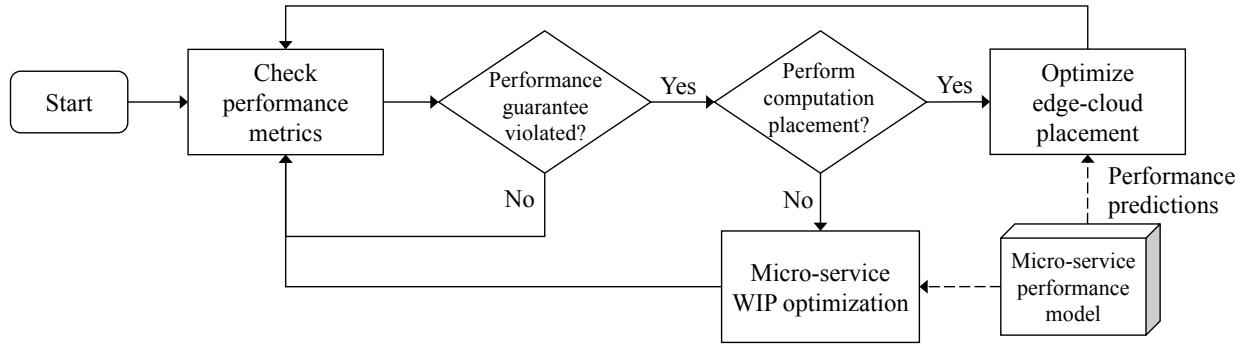 Start
Check
performance
metrics
Performance
guarantee
violated?
Yes
Perform
computation
placement?
Yes
Optimize
edge-cloud
placement
No
No
Performance
predictions
Micro-service
WIP optimization
Micro-service
performance
model